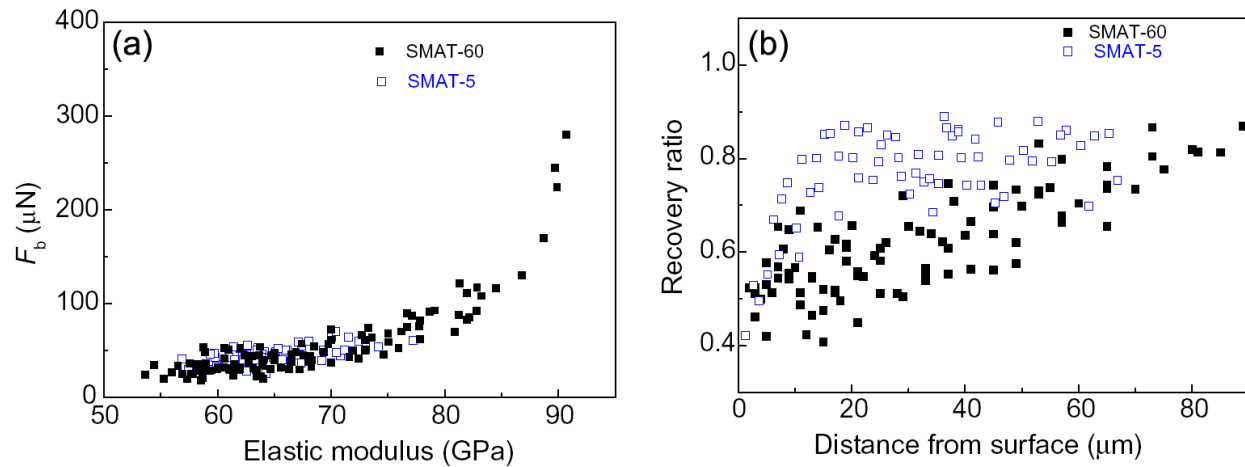 (a)
SMAT-60
SMAT-5
400
300
200
100
0
F_b (μN)
50 60 70 80 90
Elastic modulus (GPa)
(b)
SMAT-60
SMAT-5
1.0
0.8
0.6
0.4
Recovery ratio
0 20 40 60 80
Distance from surface (μm)